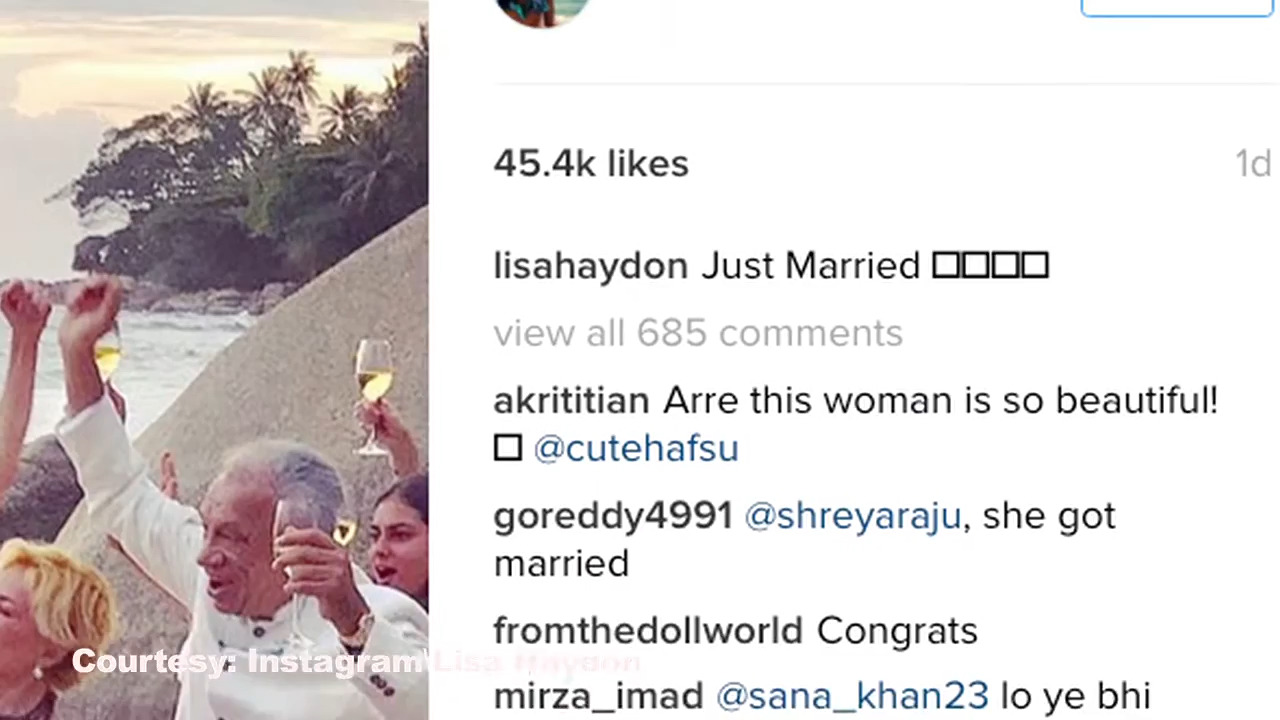 45.4k likes
1d
lisahaydon Just Married
view all 685 comments
akrititian Arre this woman is so beautiful!
@cutehafsu
goreddy4991 @shreyaraju, she got
married
fromthedollworld Congrats
Courtesy: Instagram\Lisa Haydon
mirza_imad @sana_khan23 lo ye bhi